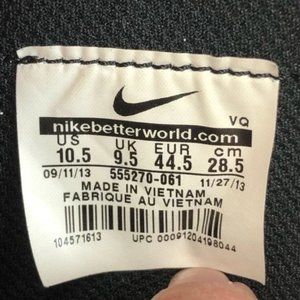 VQ
nikebetterworld.com
US UK EUR cm
10.5 9.5 44.5 28.5
09/11/13 555270-061 11/27/13
MADE IN VIETNAM
FABRIQUE AU VIETNAM
104571613
UPC 00091204198044